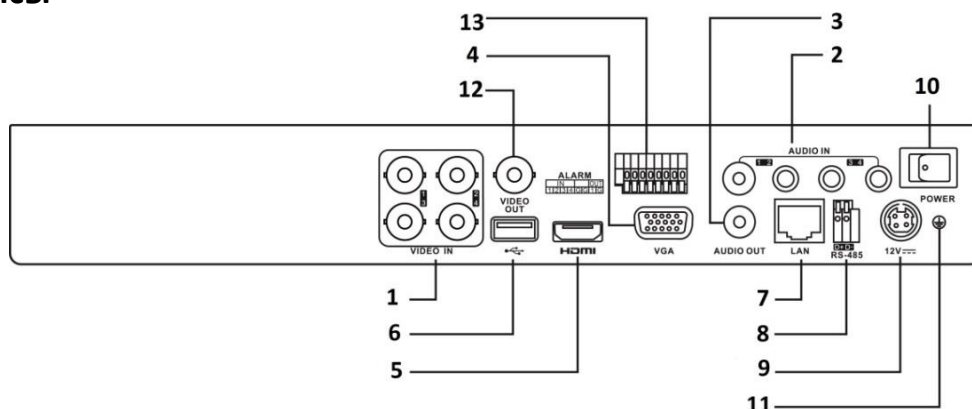 13
3
4
2
12
10
AUDIO IN
1 2
3 4
ALARM
IN OUT
VIDEO
OUT
POWER
VIDEO IN
HDMI
VGA
AUDIO OUT
LAN
D+ D-
RS-485
12V
1
7
6
8
5
9
11